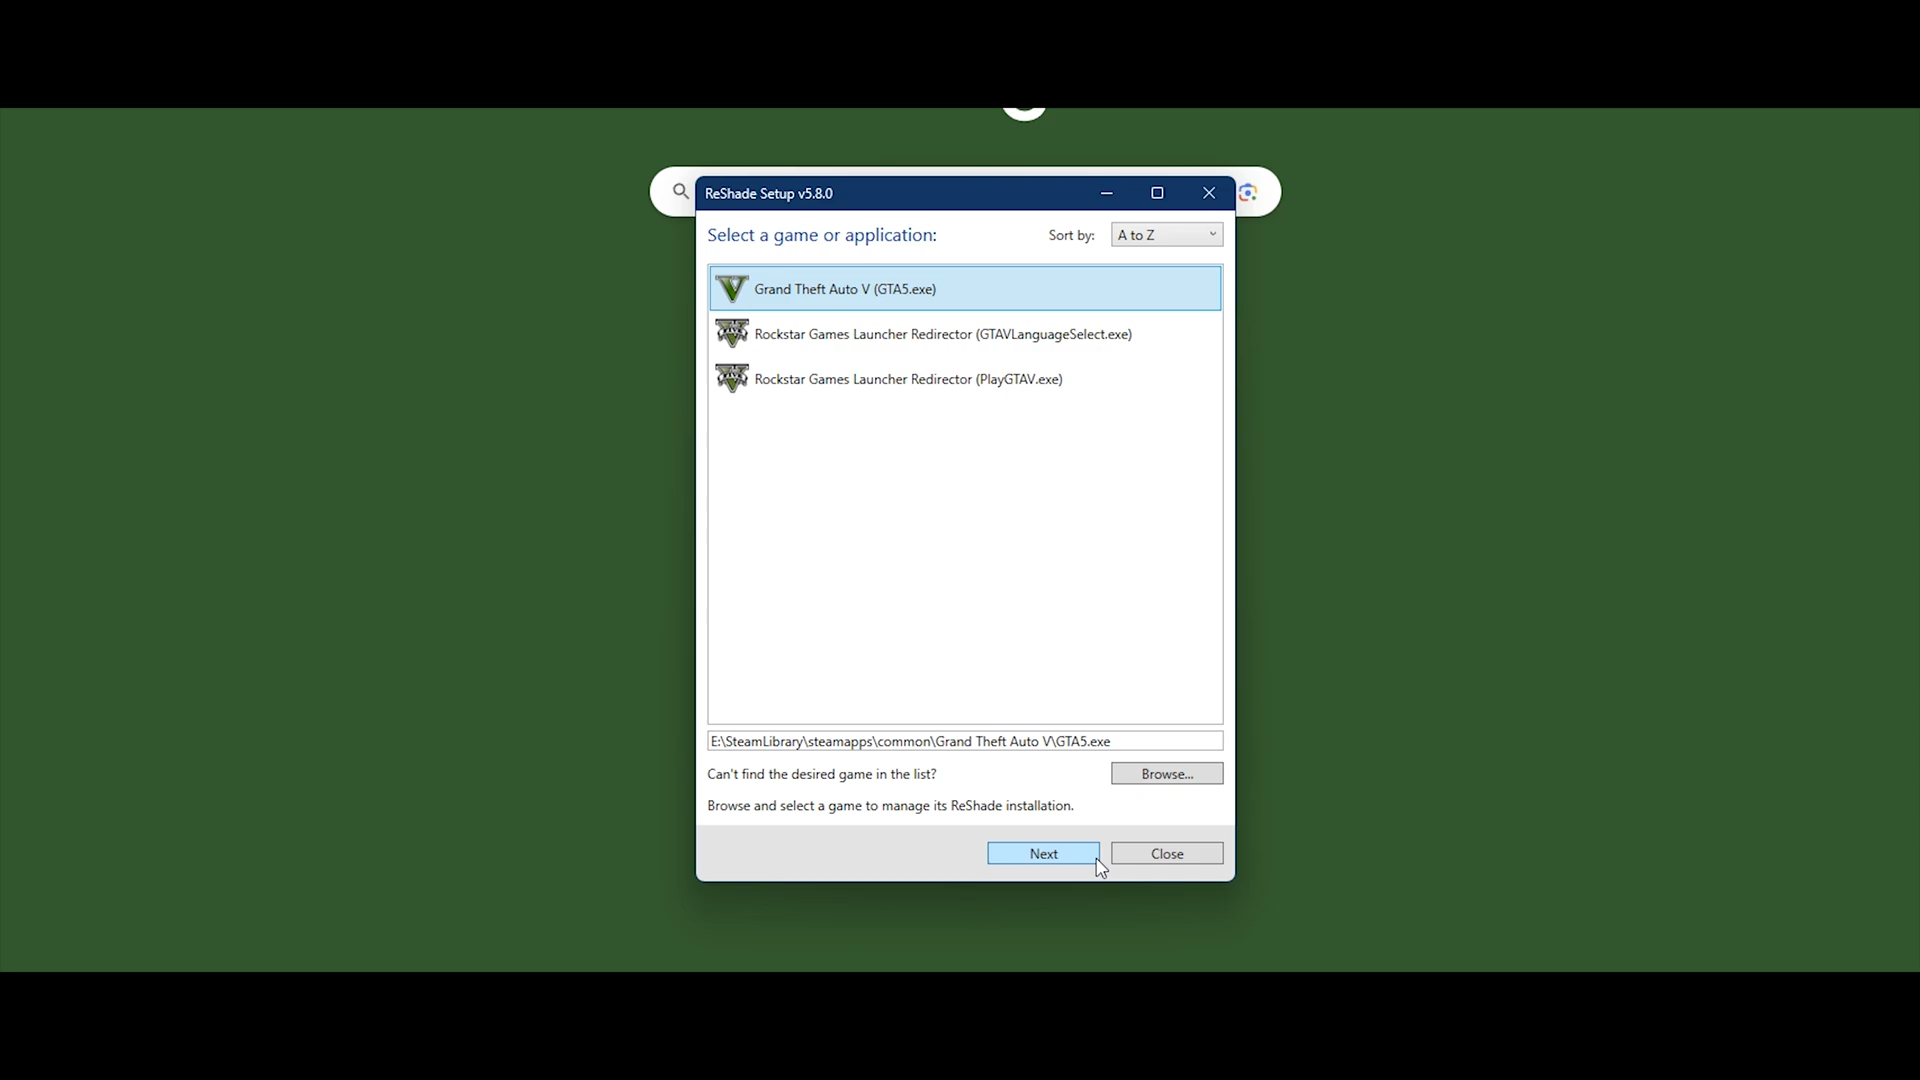 ReShade Setup v5.8.0
Select a game or application:
Sort by:
A to Z
Grand Theft Auto V (GTA5.exe)
Rockstar Games Launcher Redirector (GTAVLanguageSelect.exe)
Rockstar Games Launcher Redirector (PlayGTAV.exe)
E:\SteamLibrary\steamapps\common\Grand Theft Auto V\GTA5.exe
Can't find the desired game in the list?
Browse...
Browse and select a game to manage its ReShade installation.
Next
Close